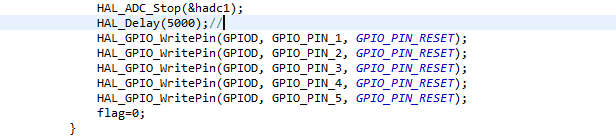 HAL_ADC_Stop(&hadc1);
HAL_Delay(5000);//
HAL_GPIO_WritePin(GPIOD, GPIO_PIN_1, GPIO_PIN_RESET);
HAL_GPIO_WritePin(GPIOD, GPIO_PIN_2, GPIO_PIN_RESET);
HAL_GPIO_WritePin(GPIOD, GPIO_PIN_3, GPIO_PIN_RESET);
HAL_GPIO_WritePin(GPIOD, GPIO_PIN_4, GPIO_PIN_RESET);
HAL_GPIO_WritePin(GPIOD, GPIO_PIN_5, GPIO_PIN_RESET);
flag=0;
}